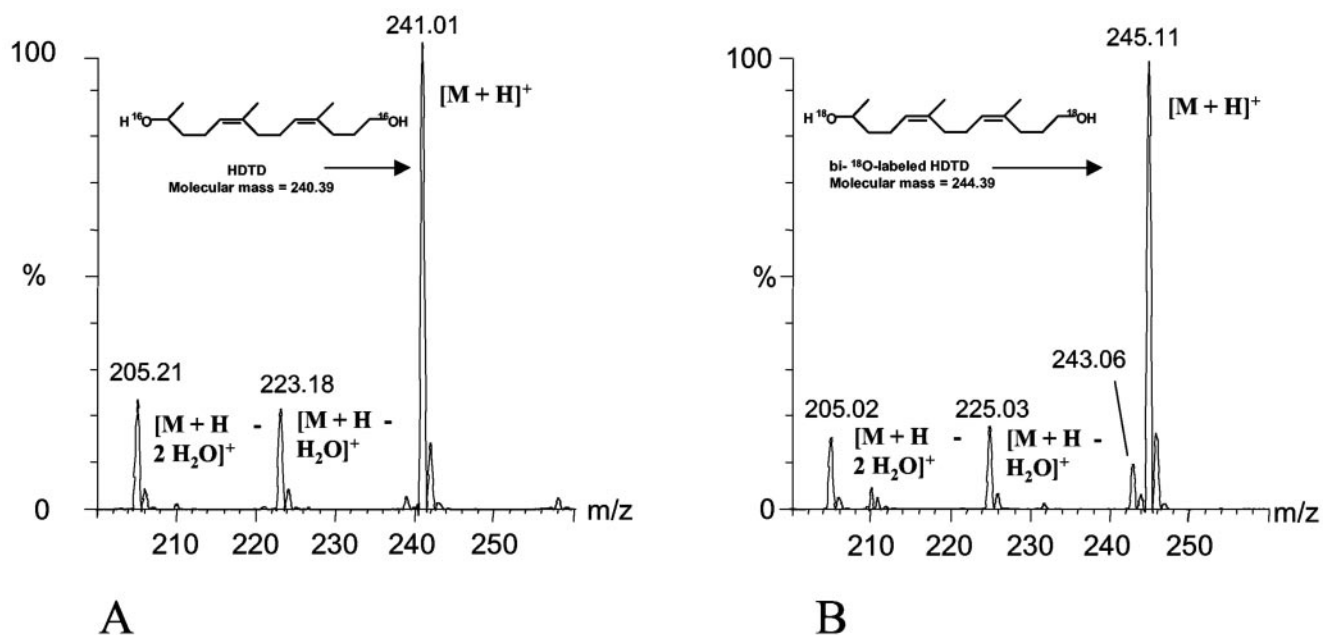 241.01
100
[M + H]+
H 16O
16OH
HDTD
Molecular mass = 240.39
%
205.21
223.18
[M + H - 2 H2O]+
[M + H - H2O]+
0
m/z
210 220 230 240 250
A
245.11
100
[M + H]+
H 18O
18OH
bi- 18O-labeled HDTD
Molecular mass = 244.39
%
243.06
205.02
225.03
[M + H - 2 H2O]+
[M + H - H2O]+
0
m/z
210 220 230 240 250
B